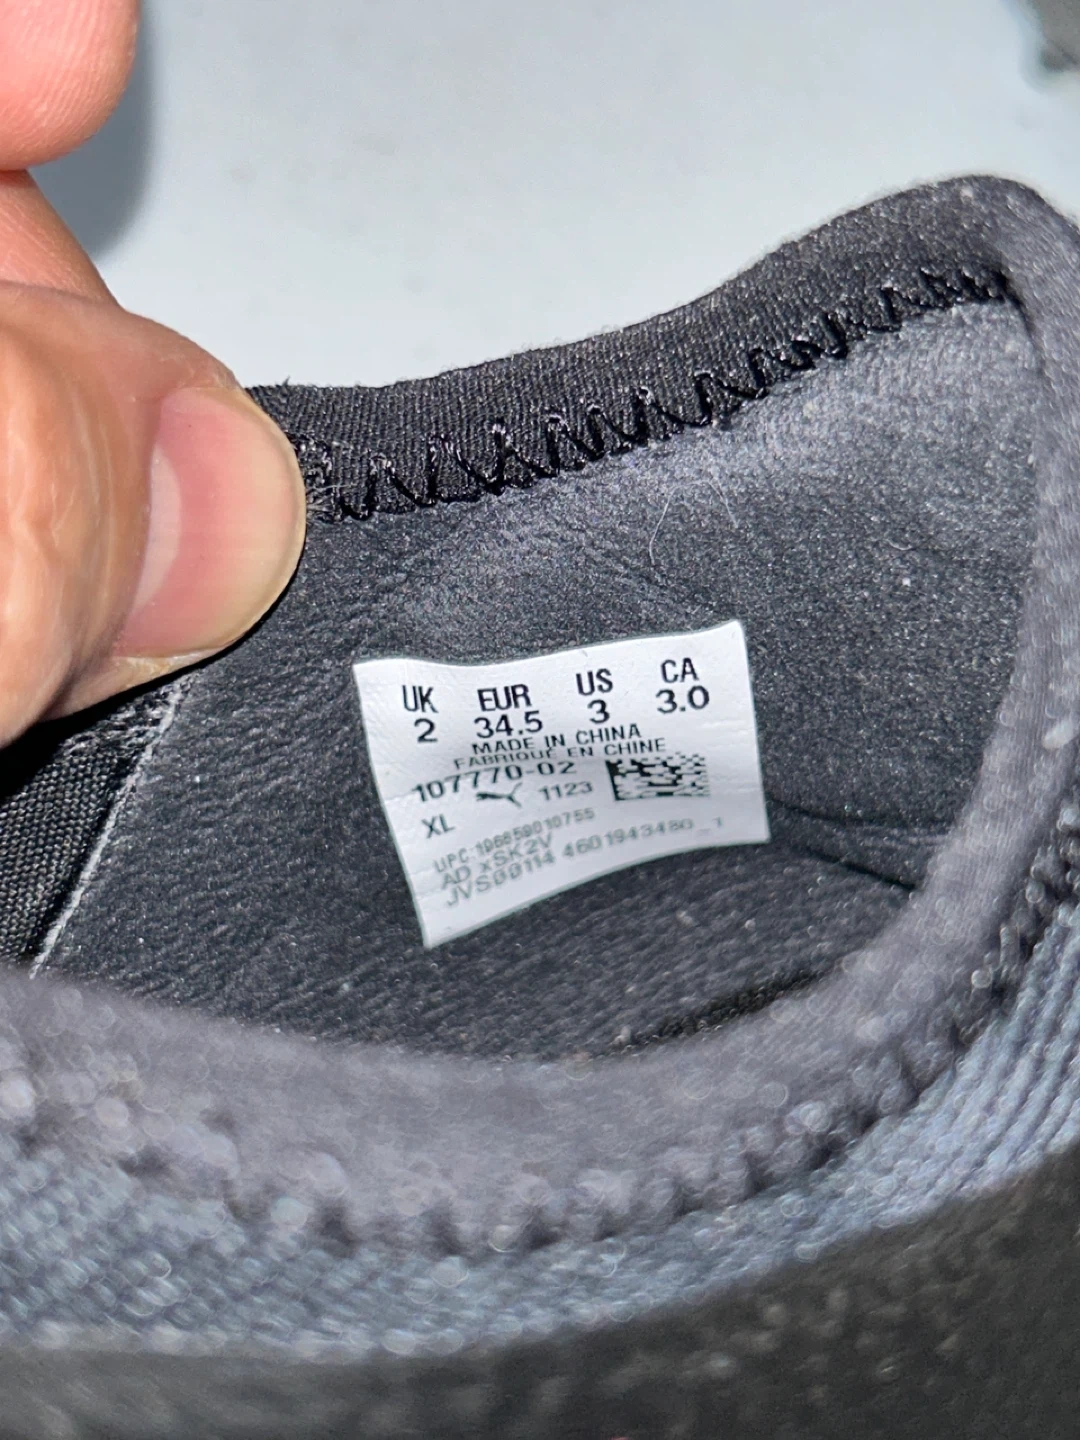 UK EUR US CA
2 34.5 3 3.0
MADE IN CHINA
FABRIQUÉ EN CHINE
107770-02
XL 1123
UPC:196859010755
AD xSK2V
JVS00114 4601943480_1